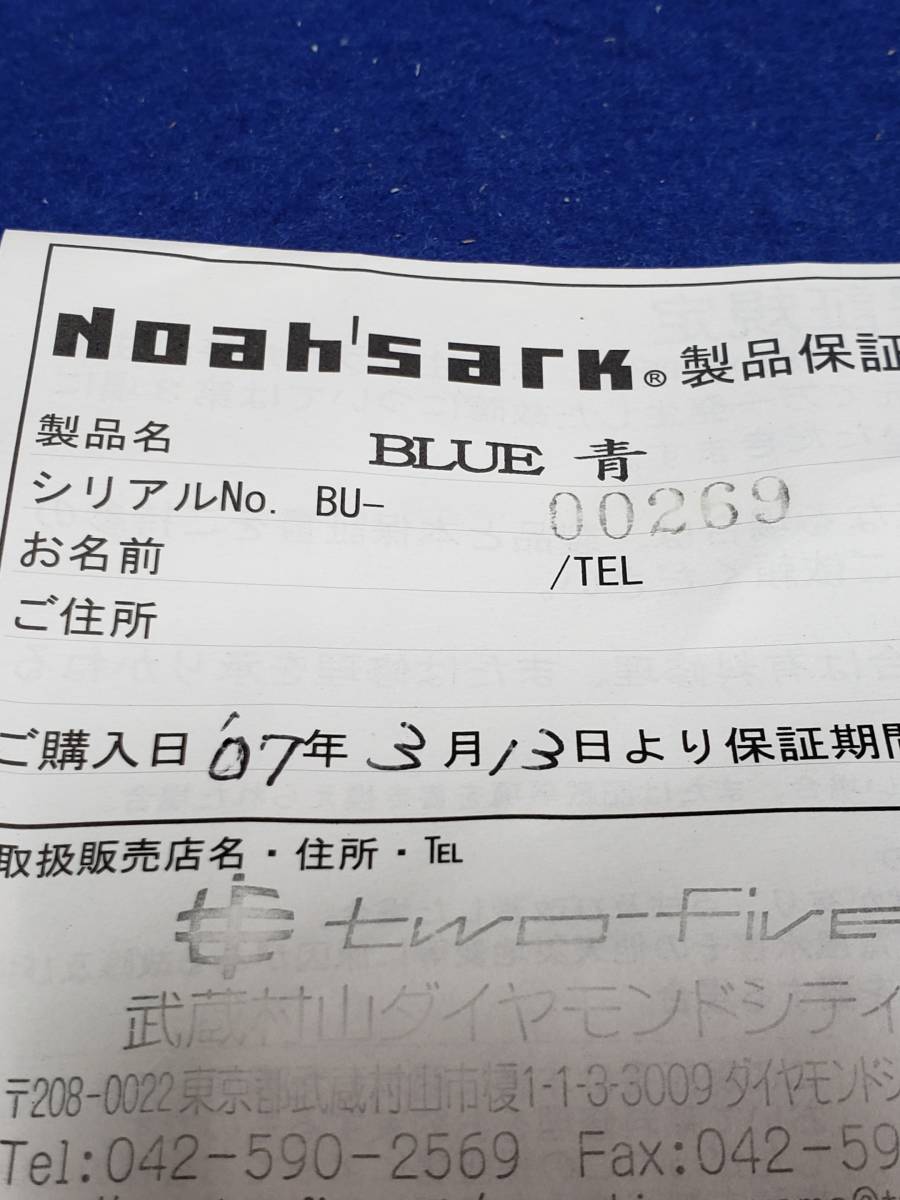 Noah'sark® 製品保証
製品名 BLUE 青
シリアルNo. BU- 00269
お名前 /TEL
ご住所
ご購入日 '07年 3月13日より保証期間
取扱販売店名・住所・TEL
two-Five
武蔵村山ダイヤモンドシティ
〒208-0022 東京都武蔵村山市榎1-1-3-3009 ダイヤモンドシ
Tel:042-590-2569 Fax:042-59